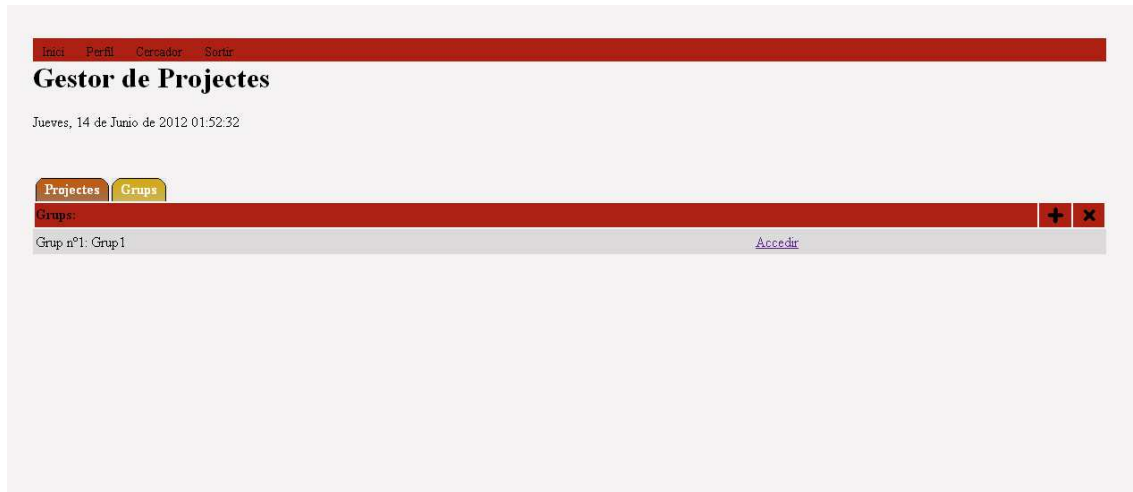 Inici Perfil Cercador Sortir
Gestor de Projectes
Jueves, 14 de Junio de 2012 01:52:32
Projectes Grups
Grups:
Grup nº1: Grup1 Accedir